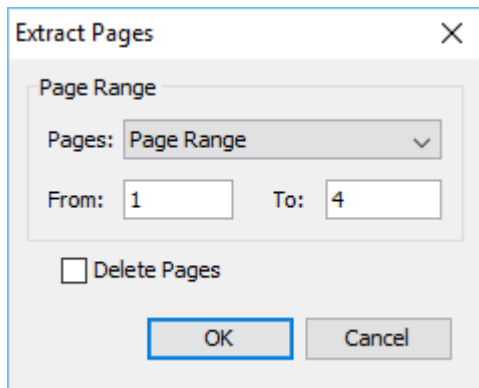 Extract Pages
Page Range
Pages: Page Range
From: 1 To: 4
Delete Pages
OK Cancel